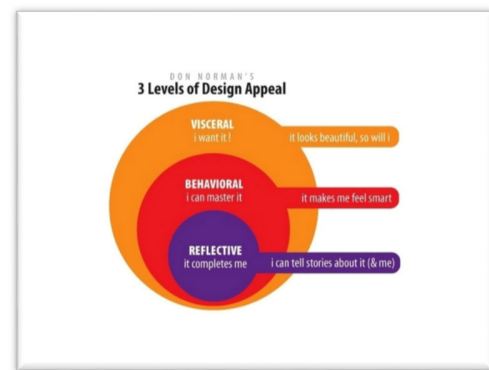 DON NORMAN'S
3 Levels of Design Appeal
VISCERAL
i want it !
it looks beautiful, so will i
BEHAVIORAL
i can master it
it makes me feel smart
REFLECTIVE
it completes me
i can tell stories about it (& me)